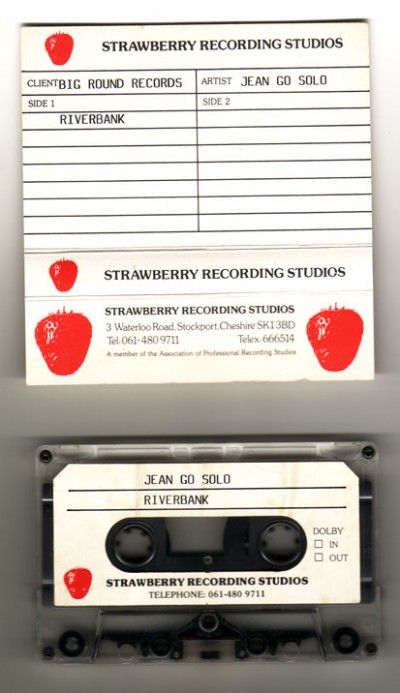 STRAWBERRY RECORDING STUDIOS
CLIENT BIG ROUND RECORDS
ARTIST JEAN GO SOLO
SIDE 1
SIDE 2
RIVERBANK
STRAWBERRY RECORDING STUDIOS
STRAWBERRY RECORDING STUDIOS
3 Waterloo Road, Stockport, Cheshire SK1 3BD
Tel: 061-480 9711 Telex: 666514
A member of the Association of Professional Recording Studios
JEAN GO SOLO
RIVERBANK
DOLBY
IN
OUT
STRAWBERRY RECORDING STUDIOS
TELEPHONE: 061-480 9711